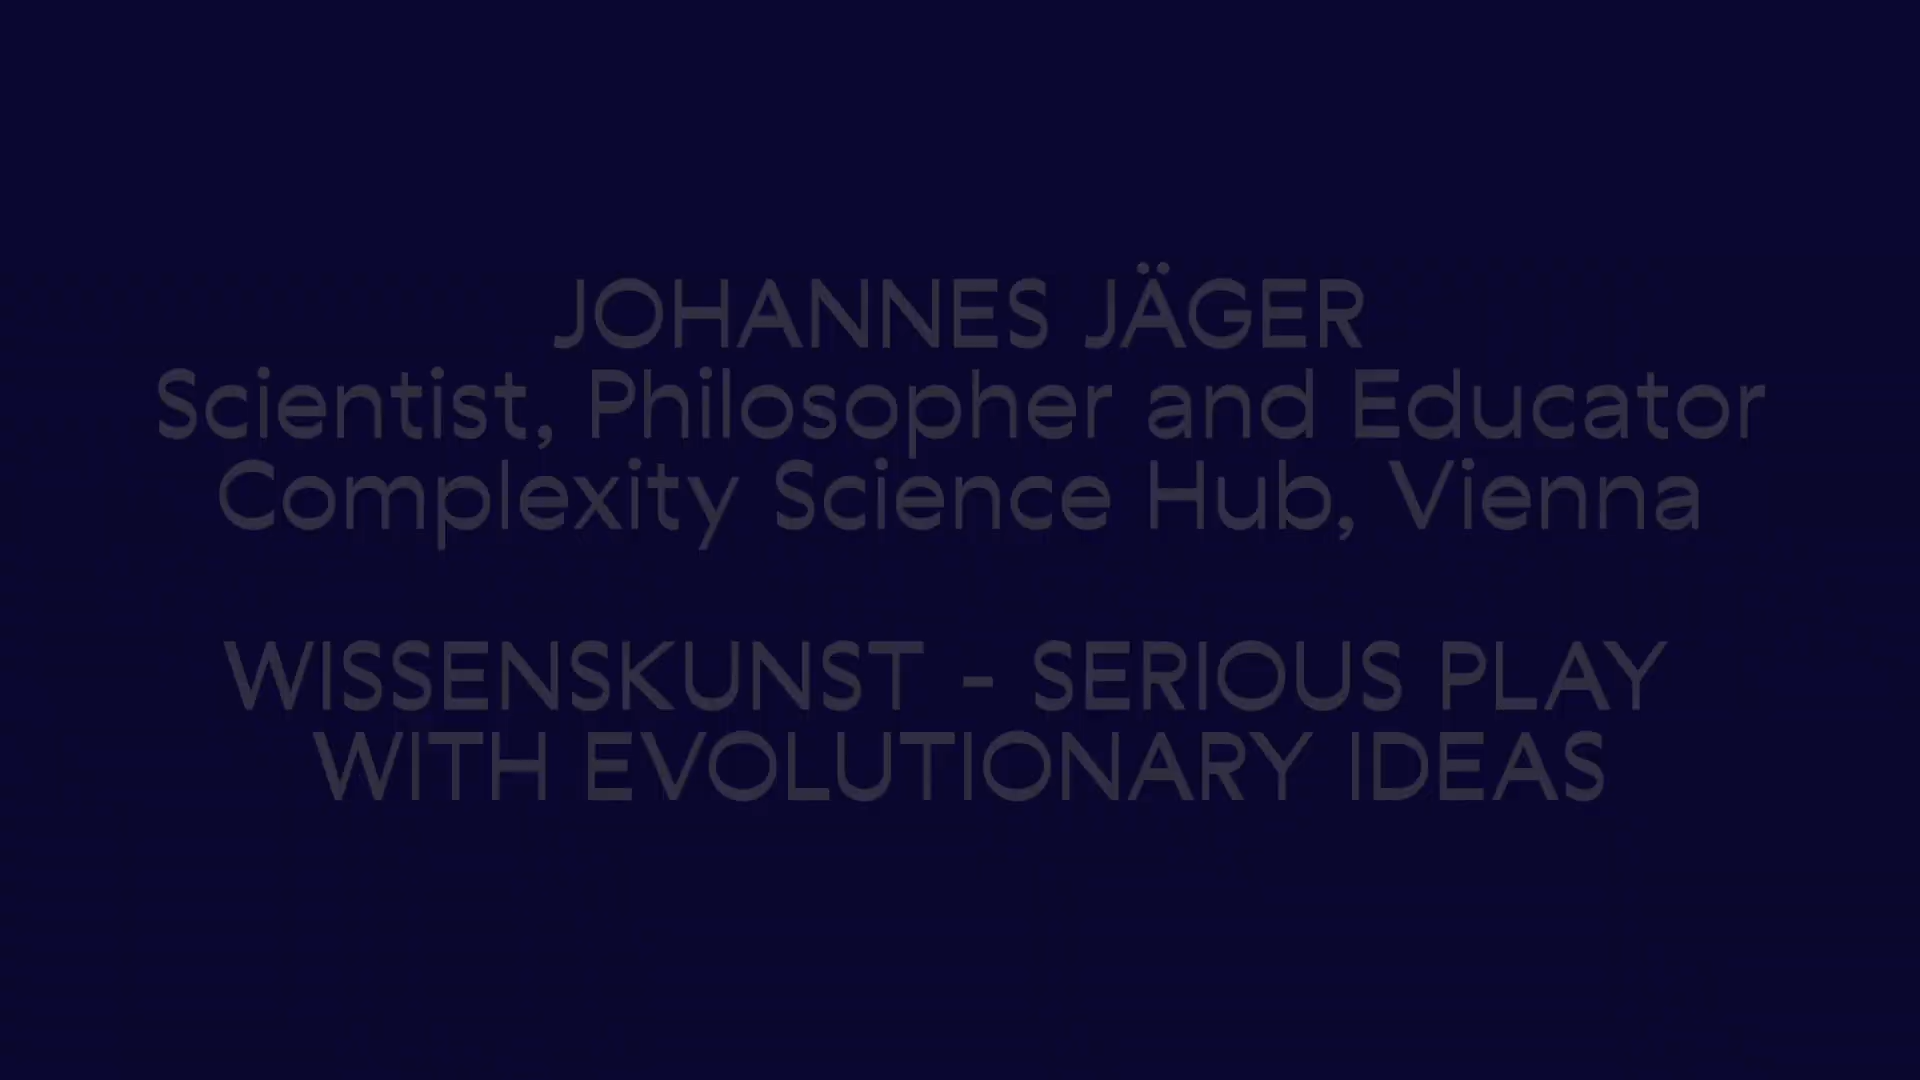 JOHANNES JÄGER
Scientist, Philosopher and Educator
Complexity Science Hub, Vienna
WISSENSKUNST - SERIOUS PLAY
WITH EVOLUTIONARY IDEAS